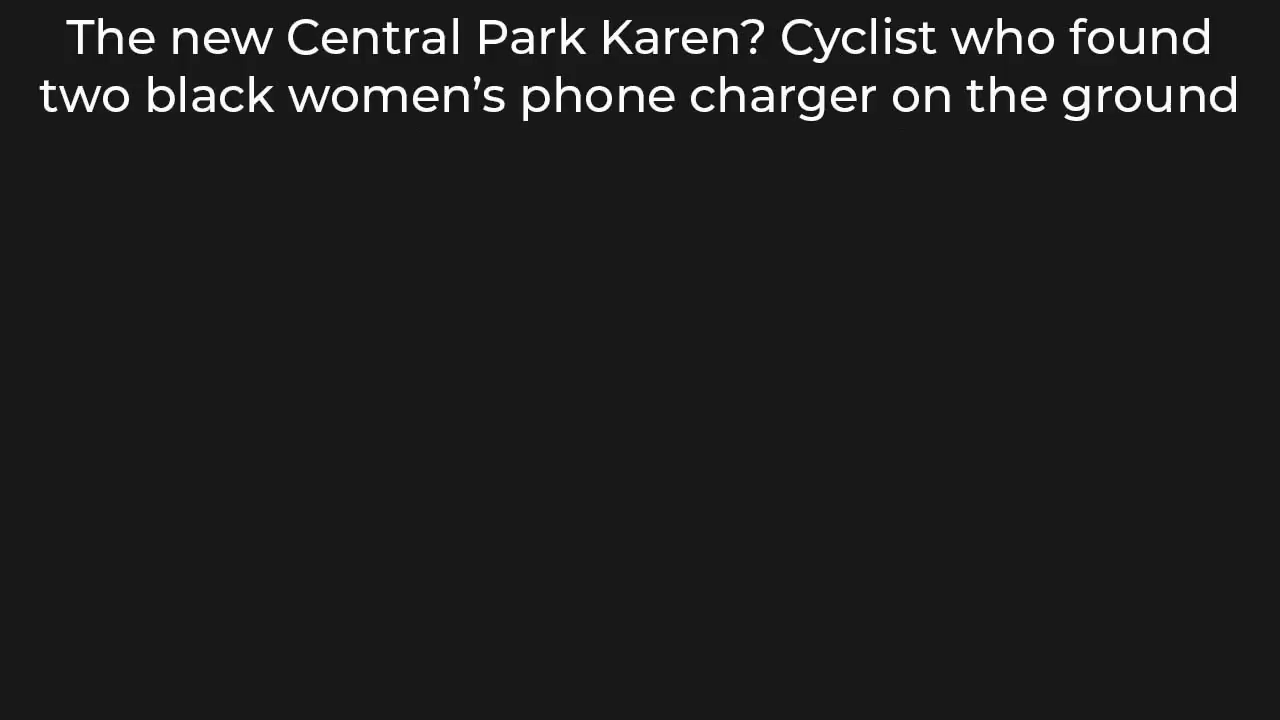 The new Central Park Karen? Cyclist who found
two black women’s phone charger on the ground